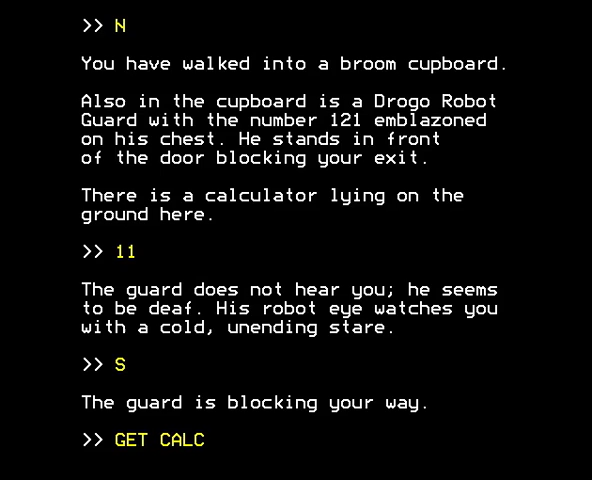 >> N
You have walked into a broom cupboard.
Also in the cupboard is a Drogo Robot
Guard with the number 121 emblazoned
on his chest. He stands in front
of the door blocking your exit.
There is a calculator lying on the
ground here.
>> 11
The guard does not hear you; he seems
to be deaf. His robot eye watches you
with a cold, unending stare.
>> S
The guard is blocking your way.
>> GET CALC